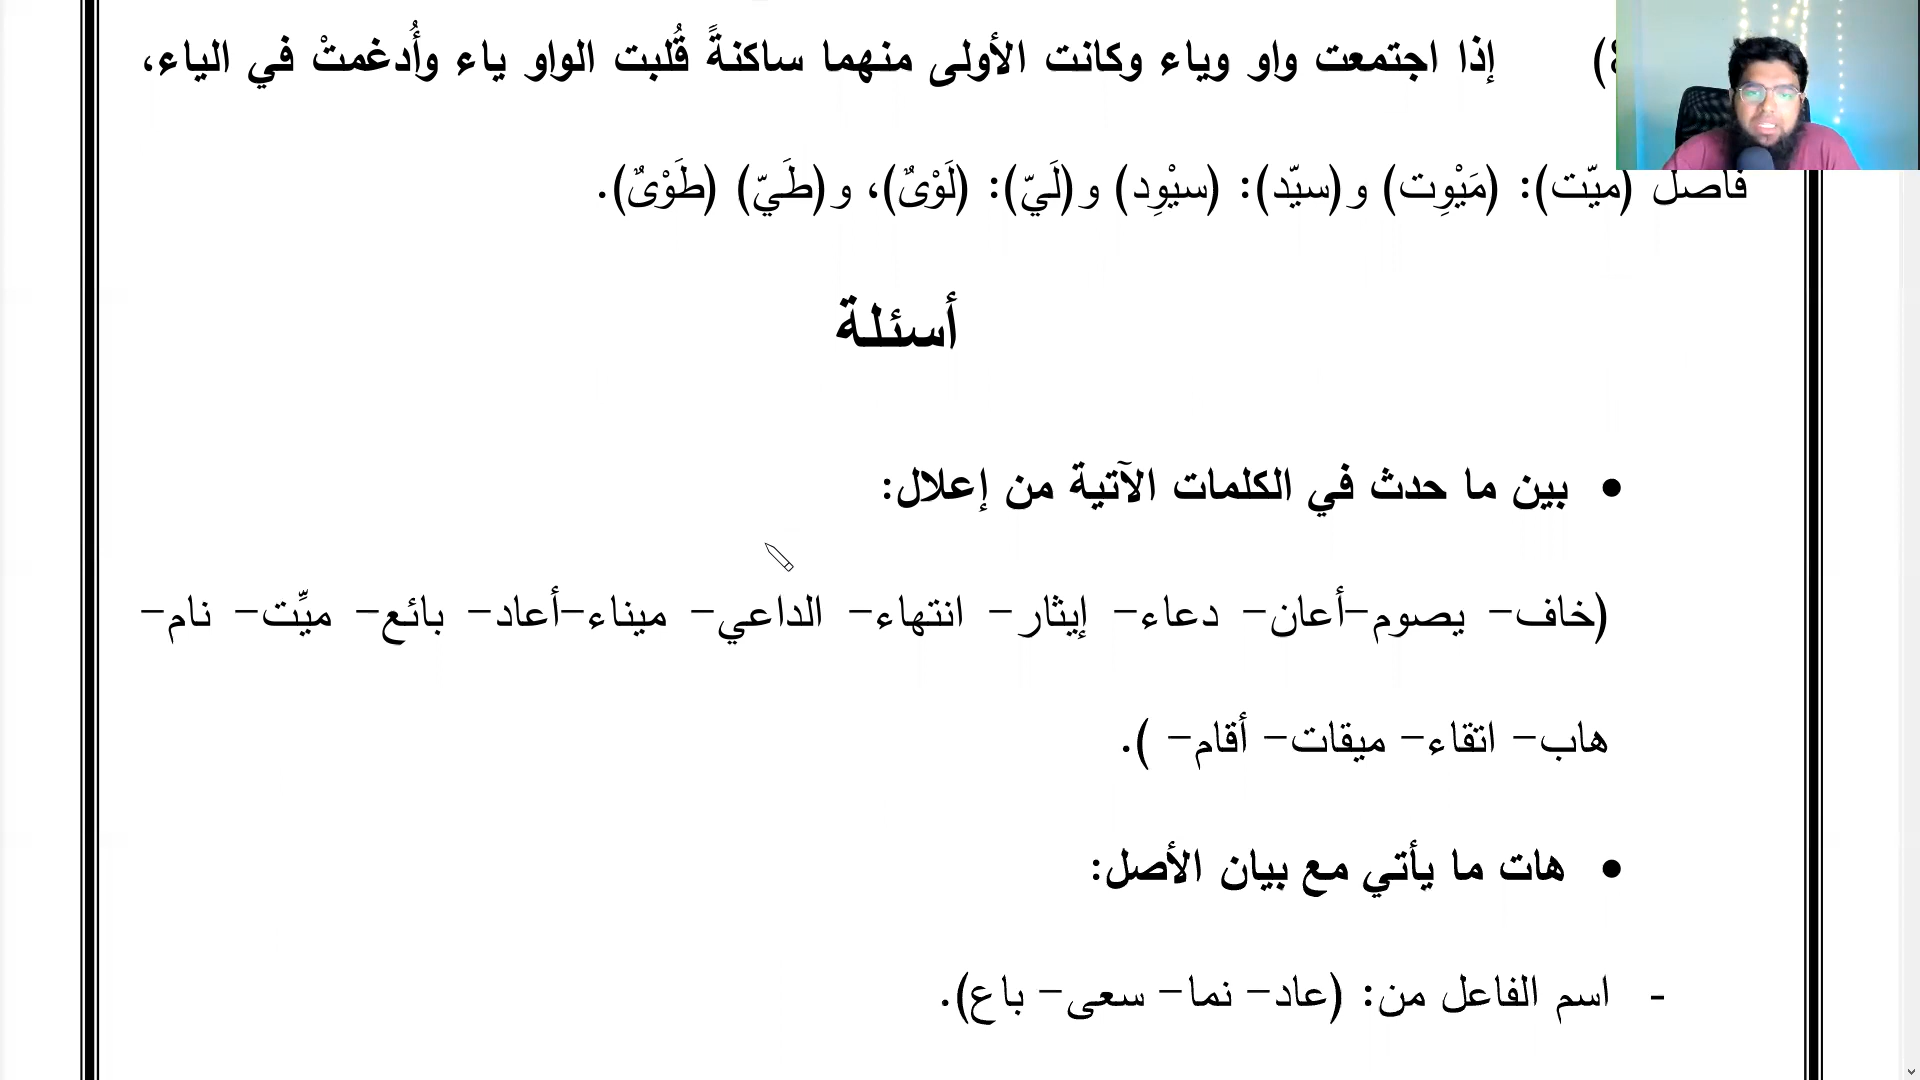 إذا اجتمعت واو وياء وكانت الأولى منهما ساكنةً قُلبت الواو ياء وأُدغمتْ في الياء،
فأصل (ميّت): (مَيْوِت) و(سيّد): (سيْوِد) و(لَيّ): (لَوْىٌ)، و(طَيّ) (طَوْىٌ).
أسئلة
• بين ما حدث في الكلمات الآتية من إعلال:
(خاف– يصوم–أعان– دعاء– إيثار– انتهاء– الداعي– ميناء–أعاد– بائع– ميِّت– نام–
هاب– اتقاء– ميقات– أقام– ).
• هات ما يأتي مع بيان الأصل:
- اسم الفاعل من: (عاد– نما– سعى– باع).